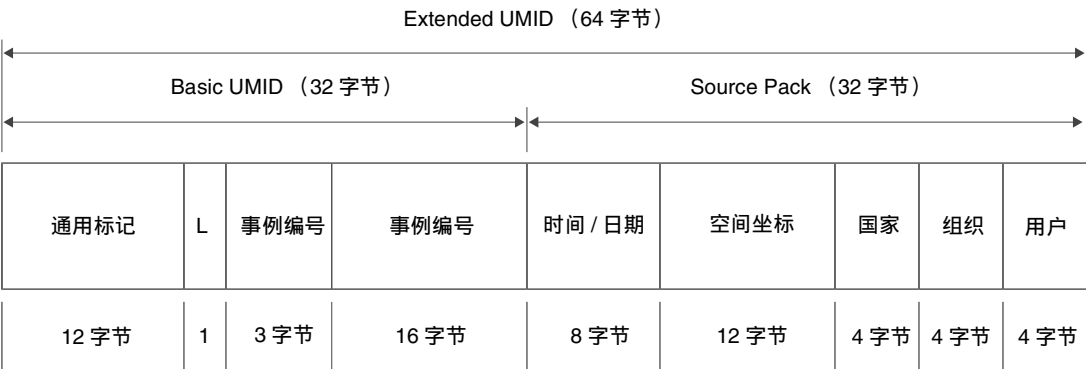 Extended UMID （64 字节）
Basic UMID （32 字节） Source Pack （32 字节）
通用标记 L 事例编号 事例编号 时间 / 日期 空间坐标 国家 组织 用户
12 字节 1 3 字节 16 字节 8 字节 12 字节 4 字节 4 字节 4 字节